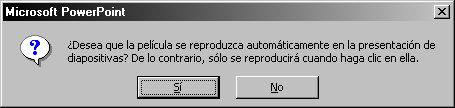 Microsoft PowerPoint
¿Desea que la película se reproduzca automáticamente en la presentación de
diapositivas? De lo contrario, sólo se reproducirá cuando haga clic en ella.
Sí No